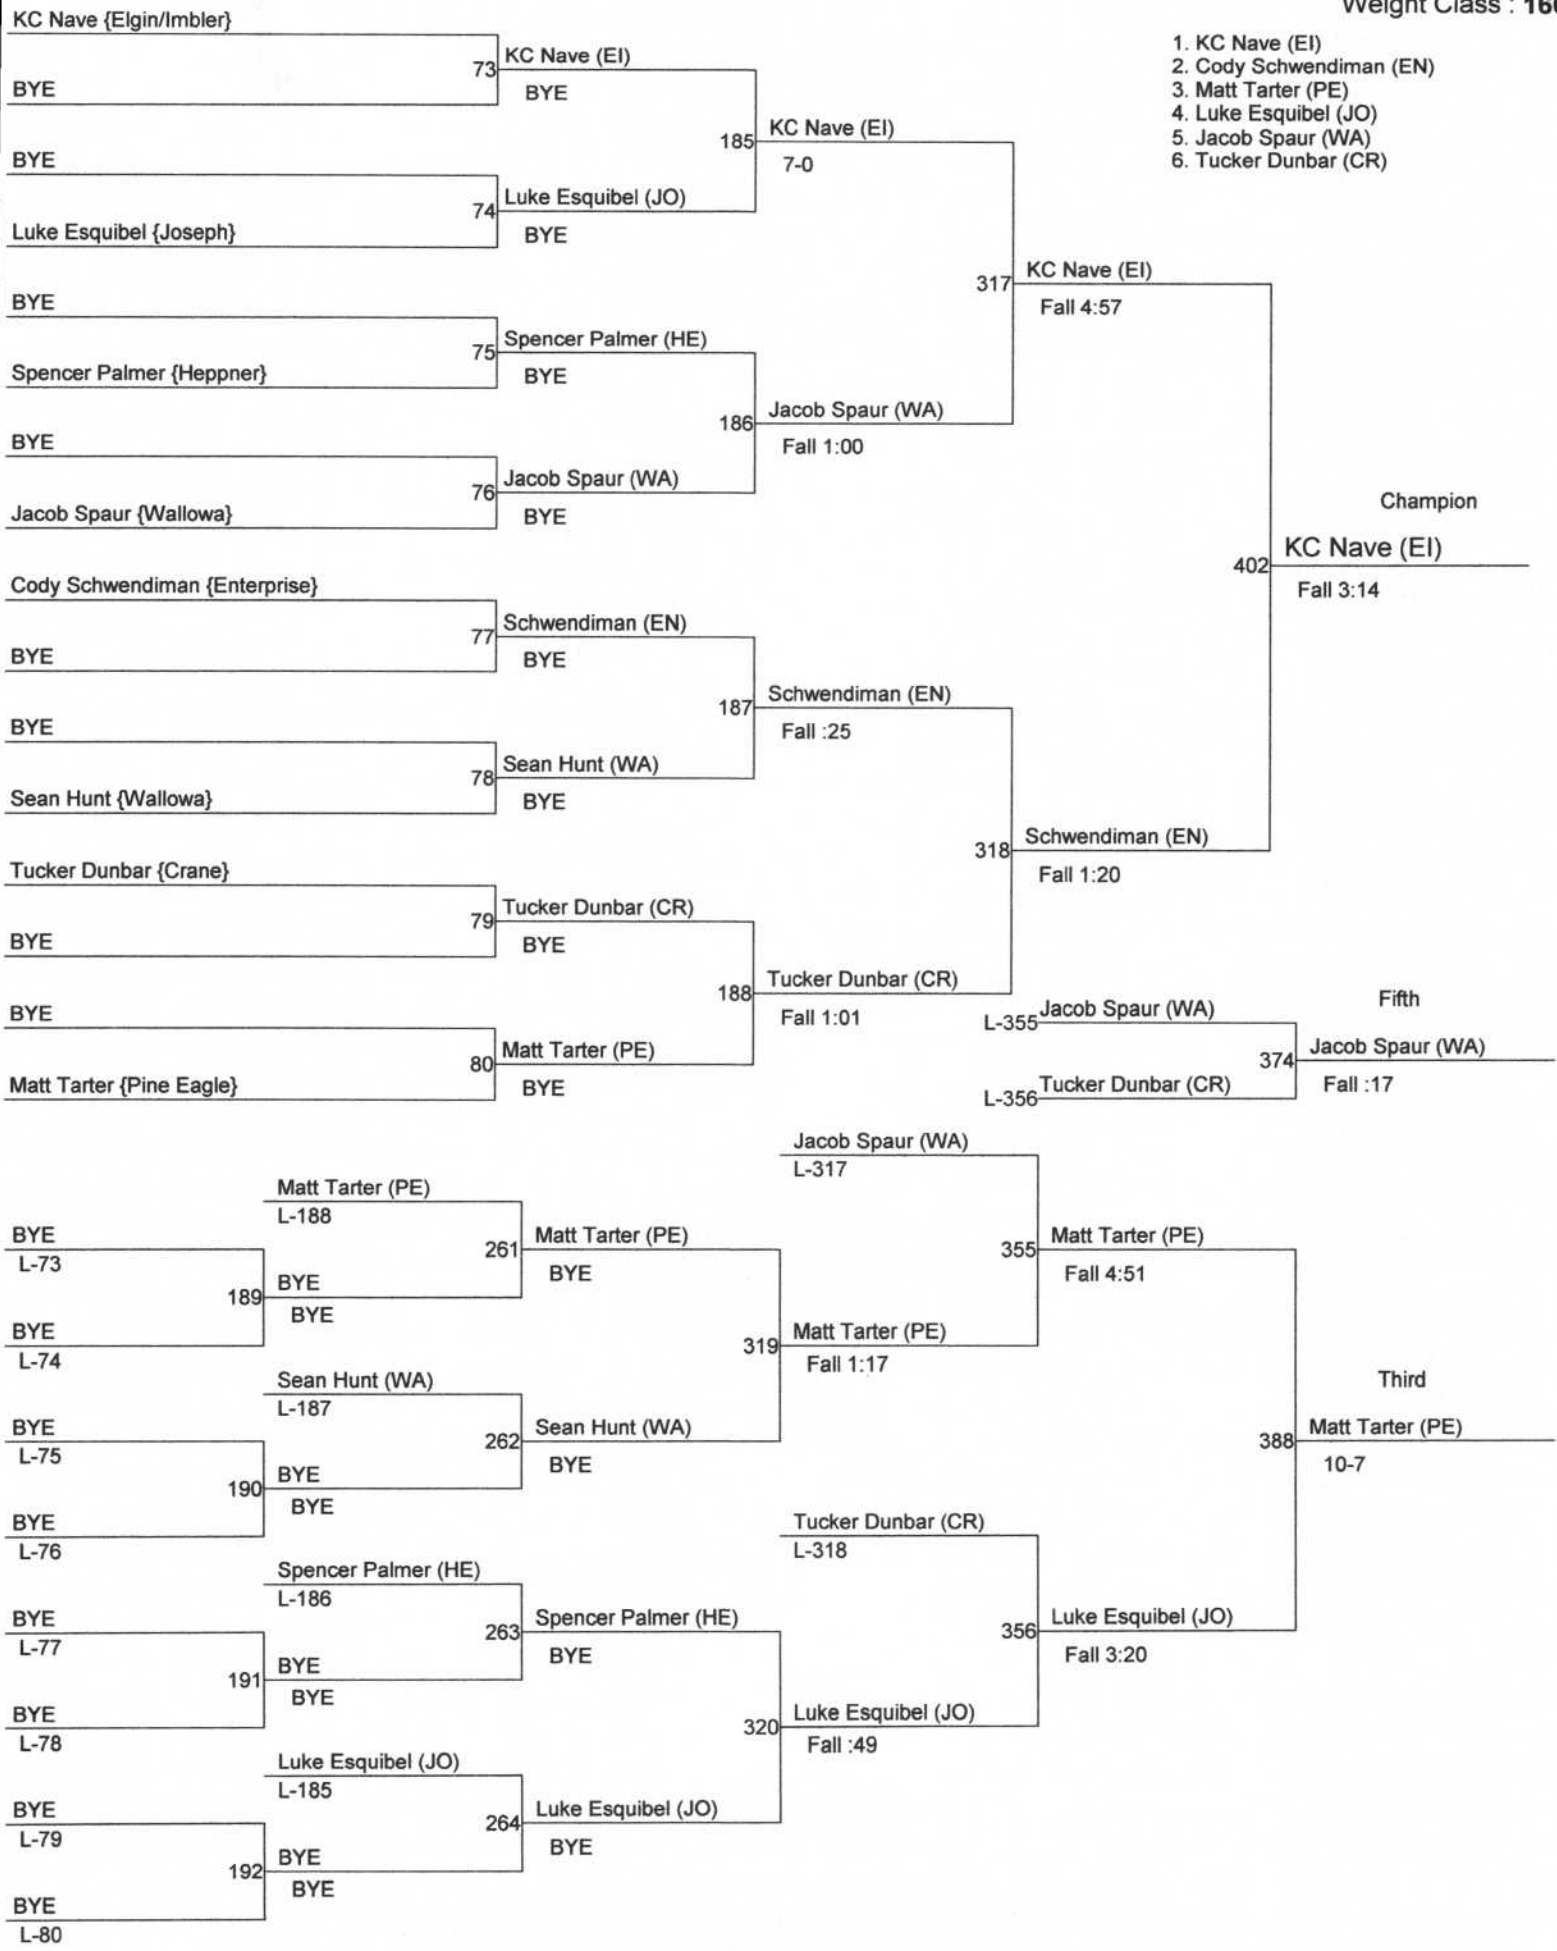 Weight Class : 160
1. KC Nave (EI)
2. Cody Schwendiman (EN)
3. Matt Tarter (PE)
4. Luke Esquibel (JO)
5. Jacob Spaur (WA)
6. Tucker Dunbar (CR)
KC Nave {Elgin/Imbler}
BYE
73
KC Nave (EI)
BYE
BYE
Luke Esquibel {Joseph}
74
Luke Esquibel (JO)
BYE
185
KC Nave (EI)
7-0
BYE
Spencer Palmer {Heppner}
75
Spencer Palmer (HE)
BYE
BYE
Jacob Spaur {Wallowa}
76
Jacob Spaur (WA)
BYE
186
Jacob Spaur (WA)
Fall 1:00
317
KC Nave (EI)
Fall 4:57
Cody Schwendiman {Enterprise}
BYE
77
Schwendiman (EN)
BYE
BYE
Sean Hunt {Wallowa}
78
Sean Hunt (WA)
BYE
187
Schwendiman (EN)
Fall :25
Tucker Dunbar {Crane}
BYE
79
Tucker Dunbar (CR)
BYE
BYE
Matt Tarter {Pine Eagle}
80
Matt Tarter (PE)
BYE
188
Tucker Dunbar (CR)
Fall 1:01
318
Schwendiman (EN)
Fall 1:20
Champion
402
KC Nave (EI)
Fall 3:14
Fifth
L-355
Jacob Spaur (WA)
L-356
Tucker Dunbar (CR)
374
Jacob Spaur (WA)
Fall :17
BYE
L-73
BYE
L-74
189
BYE
BYE
Matt Tarter (PE)
L-188
261
Matt Tarter (PE)
BYE
BYE
L-75
BYE
L-76
190
BYE
BYE
Sean Hunt (WA)
L-187
262
Sean Hunt (WA)
BYE
319
Matt Tarter (PE)
Fall 1:17
Jacob Spaur (WA)
L-317
355
Matt Tarter (PE)
Fall 4:51
BYE
L-77
BYE
L-78
191
BYE
BYE
Spencer Palmer (HE)
L-186
263
Spencer Palmer (HE)
BYE
BYE
L-79
BYE
L-80
192
BYE
BYE
Luke Esquibel (JO)
L-185
264
Luke Esquibel (JO)
BYE
320
Luke Esquibel (JO)
Fall :49
Tucker Dunbar (CR)
L-318
356
Luke Esquibel (JO)
Fall 3:20
Third
388
Matt Tarter (PE)
10-7